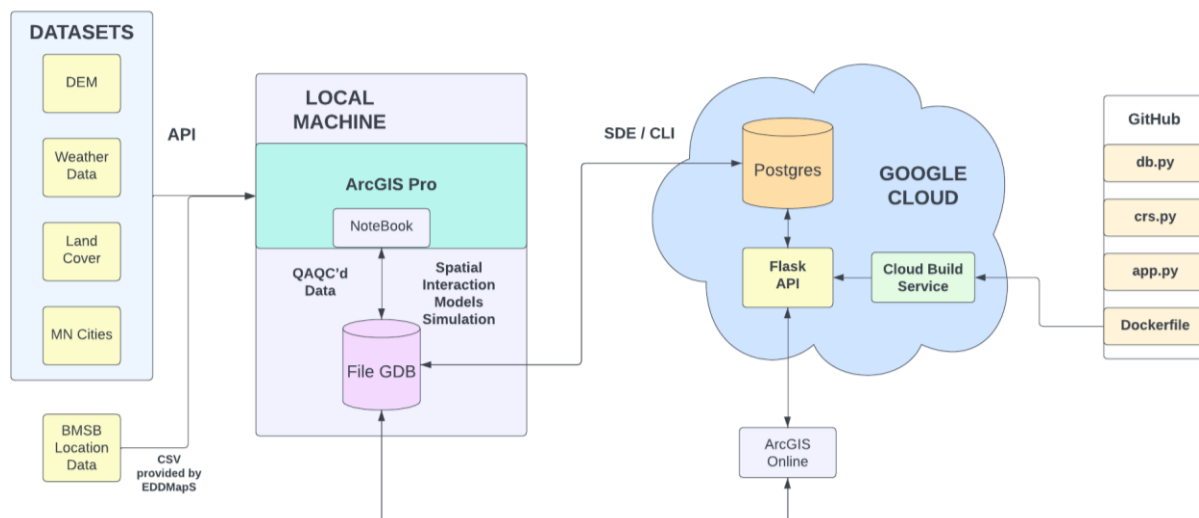 DATASETS
DEM
Weather
Data
Land
Cover
MN Cities
BMSB
Location
Data
API
CSV
provided by
EDDMapS
LOCAL
MACHINE
ArcGIS Pro
NoteBook
QAQC'd
Data
Spatial
Interaction
Models
Simulation
File GDB
SDE / CLI
Postgres
GOOGLE
CLOUD
Flask
API
Cloud Build
Service
ArcGIS
Online
GitHub
db.py
crs.py
app.py
Dockerfile